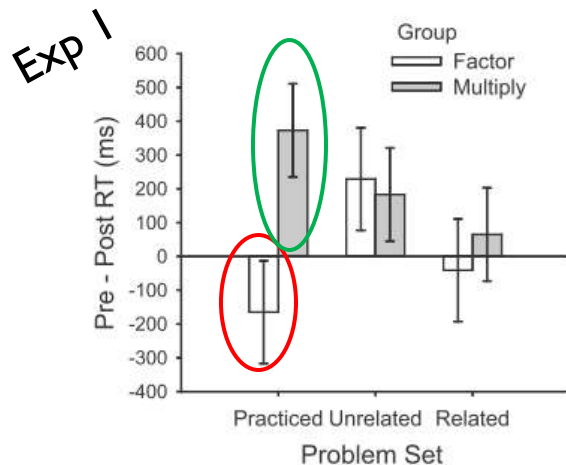 Exp 1
Group
Factor
Multiply
Pre - Post RT (ms)
600
500
400
300
200
100
0
-100
-200
-300
-400
Practiced Unrelated Related
Problem Set